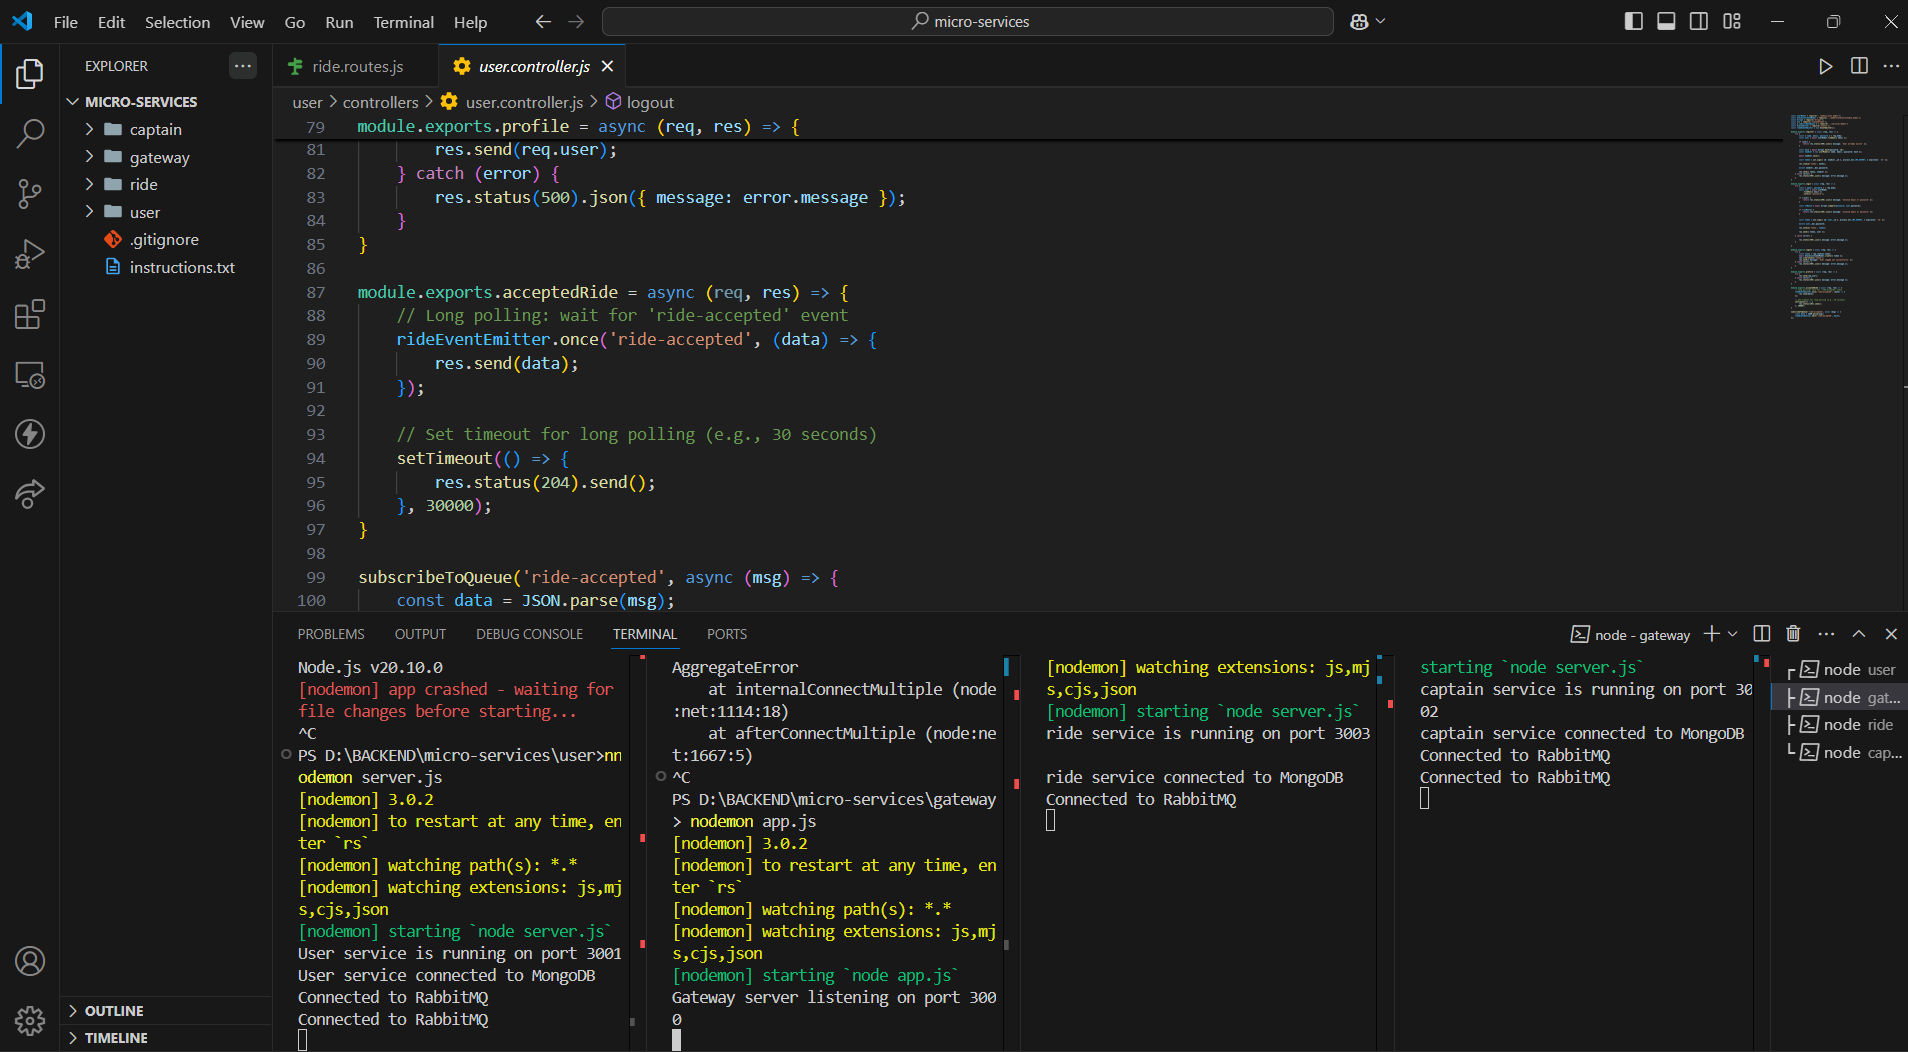 File Edit Selection View Go Run Terminal Help
micro-services
EXPLORER
MICRO-SERVICES
captain
gateway
ride
user
.gitignore
instructions.txt
OUTLINE
TIMELINE
ride.routes.js
user.controller.js
user > controllers > user.controller.js > logout
79 module.exports.profile = async (req, res) => {
81 res.send(req.user);
82 } catch (error) {
83 res.status(500).json({ message: error.message });
84 }
85 }
86
87 module.exports.acceptedRide = async (req, res) => {
88 // Long polling: wait for 'ride-accepted' event
89 rideEventEmitter.once('ride-accepted', (data) => {
90 res.send(data);
91 });
92
93 // Set timeout for long polling (e.g., 30 seconds)
94 setTimeout(() => {
95 res.status(204).send();
96 }, 30000);
97 }
98
99 subscribeToQueue('ride-accepted', async (msg) => {
100 const data = JSON.parse(msg);
PROBLEMS OUTPUT DEBUG CONSOLE TERMINAL PORTS
node - gateway
Node.js v20.10.0
[nodemon] app crashed - waiting for
file changes before starting...
^C
PS D:\BACKEND\micro-services\user>nn
odemon server.js
[nodemon] 3.0.2
[nodemon] to restart at any time, en
ter `rs`
[nodemon] watching path(s): *.*
[nodemon] watching extensions: js,mj
s,cjs,json
[nodemon] starting `node server.js`
User service is running on port 3001
User service connected to MongoDB
Connected to RabbitMQ
Connected to RabbitMQ
AggregateError
at internalConnectMultiple (node
:net:1114:18)
at afterConnectMultiple (node:ne
t:1667:5)
^C
PS D:\BACKEND\micro-services\gateway
> nodemon app.js
[nodemon] 3.0.2
[nodemon] to restart at any time, en
ter `rs`
[nodemon] watching path(s): *.*
[nodemon] watching extensions: js,mj
s,cjs,json
[nodemon] starting `node app.js`
Gateway server listening on port 300
0
[nodemon] watching extensions: js,mj
s,cjs,json
[nodemon] starting `node server.js`
ride service is running on port 3003
ride service connected to MongoDB
Connected to RabbitMQ
starting `node server.js`
captain service is running on port 30
02
captain service connected to MongoDB
Connected to RabbitMQ
Connected to RabbitMQ
node user
node gat...
node ride
node cap...